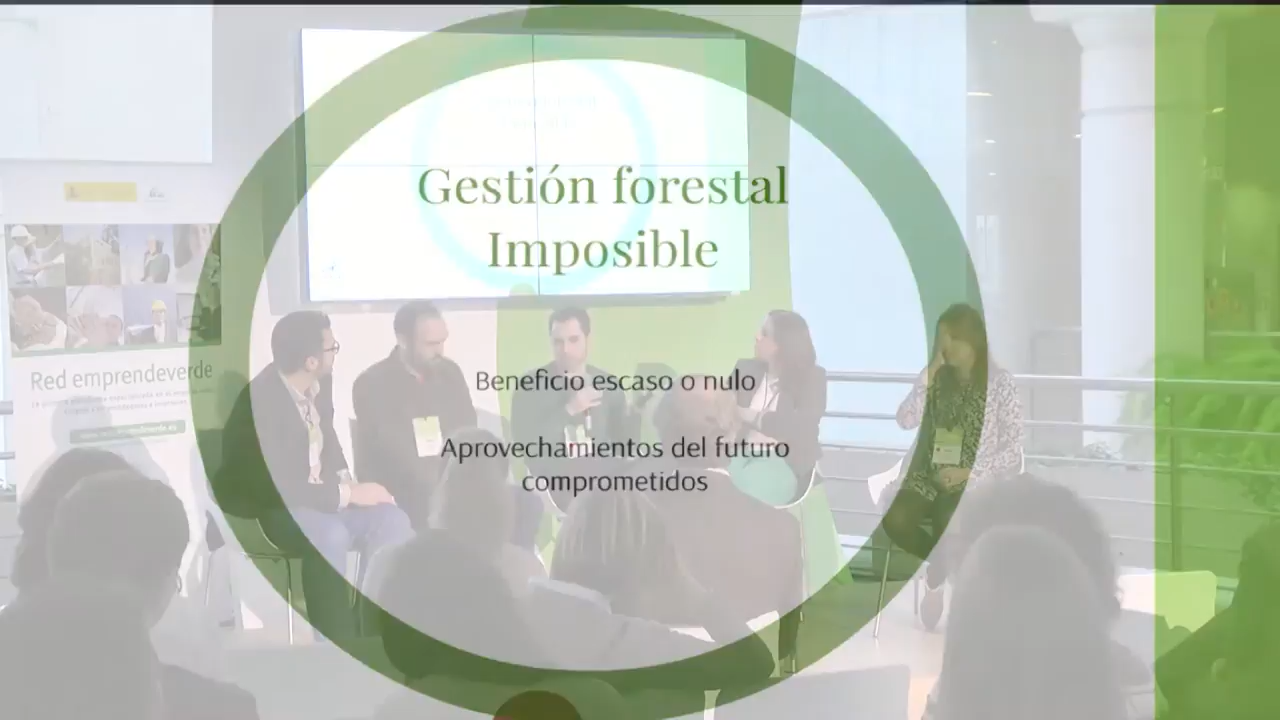 Gestión forestal
Imposible
Beneficio escaso o nulo
Aprovechamientos del futuro
comprometidos
Red emprendeverde